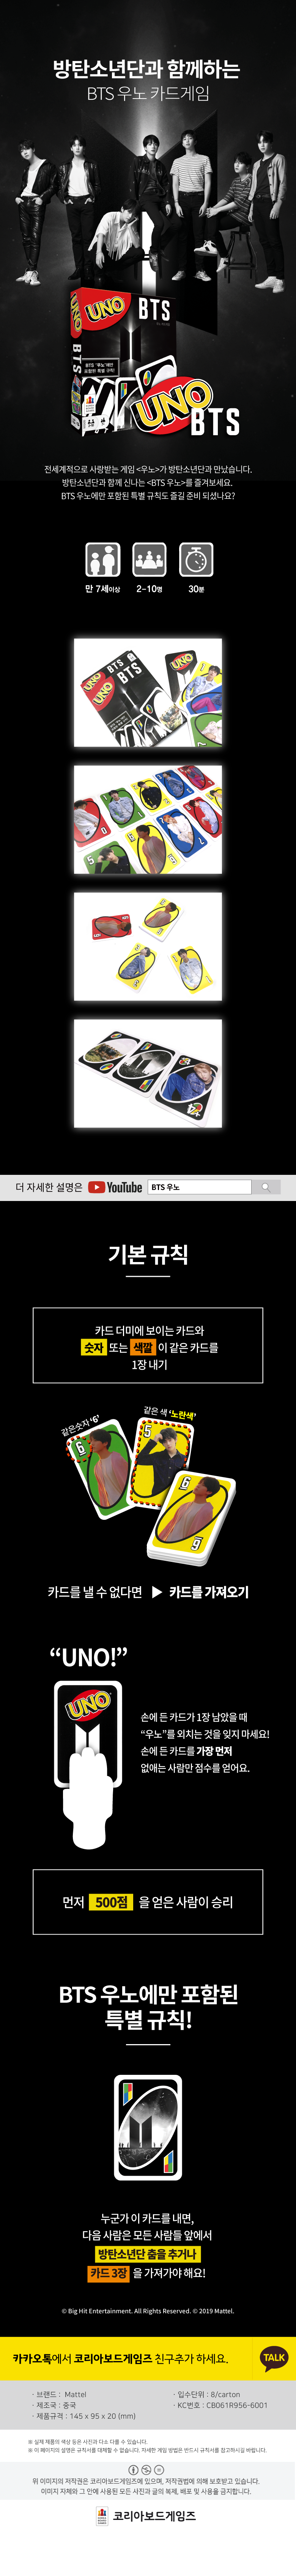 방탄소년단과 함께하는
BTS 우노 카드게임
UNO
BTS
BTS
BTS '우노'에만
포함된 특별 규칙!
UNO
BTS
전세계적으로 사랑받는 게임 <우노>가 방탄소년단과 만났습니다.
방탄소년단과 함께 신나는 <BTS 우노>를 즐겨보세요.
BTS 우노에만 포함된 특별 규칙도 즐길 준비 되셨나요?
만 7세이상
2-10명
30분
더 자세한 설명은 YouTube BTS 우노
기본 규칙
카드 더미에 보이는 카드와
숫자 또는 색깔 이 같은 카드를
1장 내기
같은숫자 '6'
같은 색 '노란색'
6
5
6
6
카드를 낼 수 없다면 ▶ 카드를 가져오기
“UNO!”
UNO
손에 든 카드가 1장 남았을 때
“우노”를 외치는 것을 잊지 마세요!
손에 든 카드를 가장 먼저
없애는 사람만 점수를 얻어요.
먼저 500점 을 얻은 사람이 승리
BTS 우노에만 포함된
특별 규칙!
누군가 이 카드를 내면,
다음 사람은 모든 사람들 앞에서
방탄소년단 춤을 추거나
카드 3장 을 가져가야 해요!
© Big Hit Entertainment. All Rights Reserved. © 2019 Mattel.
카카오톡에서 코리아보드게임즈 친구추가 하세요.
TALK
· 브랜드 : Mattel
· 제조국 : 중국
· 제품규격 : 145 x 95 x 20 (mm)
· 입수단위 : 8/carton
· KC번호 : CB061R956-6001
※ 실제 제품의 색상 등은 사진과 다소 다를 수 있습니다.
※ 이 페이지의 설명은 규칙서를 대체할 수 없습니다. 자세한 게임 방법은 반드시 규칙서를 참고하시길 바랍니다.
위 이미지의 저작권은 코리아보드게임즈에 있으며, 저작권법에 의해 보호받고 있습니다.
이미지 자체와 그 안에 사용된 모든 사진과 글의 복제, 배포 및 사용을 금지합니다.
코리아보드게임즈